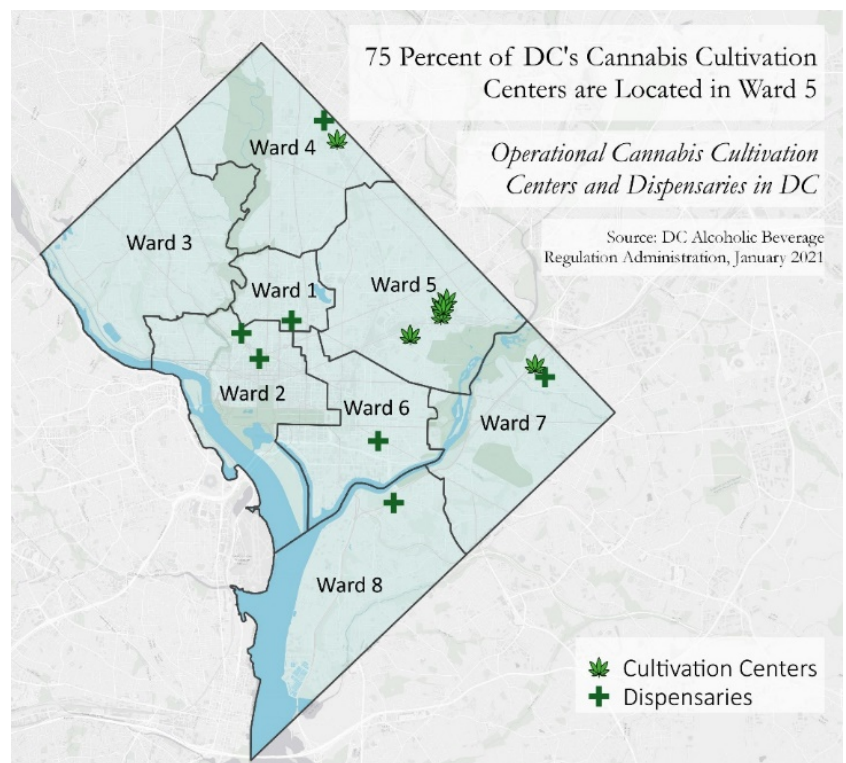 75 Percent of DC's Cannabis Cultivation
Centers are Located in Ward 5
Operational Cannabis Cultivation
Centers and Dispensaries in DC
Source: DC Alcoholic Beverage
Regulation Administration, January 2021
Ward 4
Ward 3
Ward 5
Ward 1
Ward 2
Ward 6
Ward 7
Ward 8
Cultivation Centers
Dispensaries